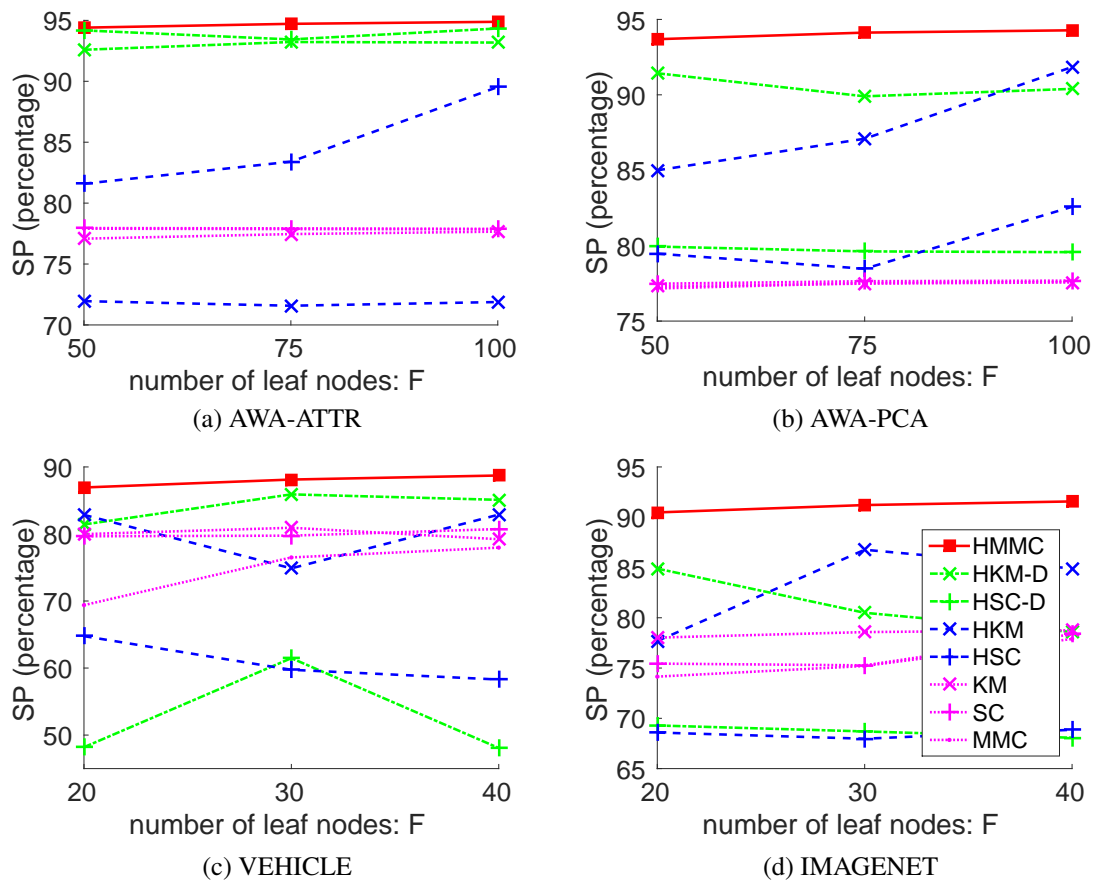 95
90
85
80
75
70
SP (percentage)
50
75
100
number of leaf nodes: F
(a) AWA-ATTR
95
90
85
80
75
SP (percentage)
50
75
100
number of leaf nodes: F
(b) AWA-PCA
90
80
70
60
50
SP (percentage)
20
30
40
number of leaf nodes: F
(c) VEHICLE
95
90
85
80
75
70
65
SP (percentage)
HMMC
HKM-D
HSC-D
HKM
HSC
KM
SC
MMC
20
30
40
number of leaf nodes: F
(d) IMAGENET